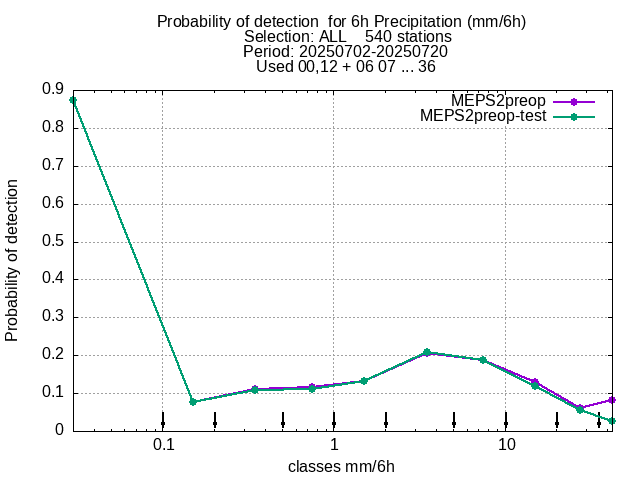 Probability of detection  for 6h Precipitation (mm/6h)
Selection: ALL    540 stations
Period: 20250702-20250720
Used 00,12 + 06 07 ... 36
MEPS2preop
MEPS2preop-test
0.9
0.8
0.7
0.6
0.5
0.4
0.3
0.2
0.1
0
Probability of detection
0.1 1 10
classes mm/6h